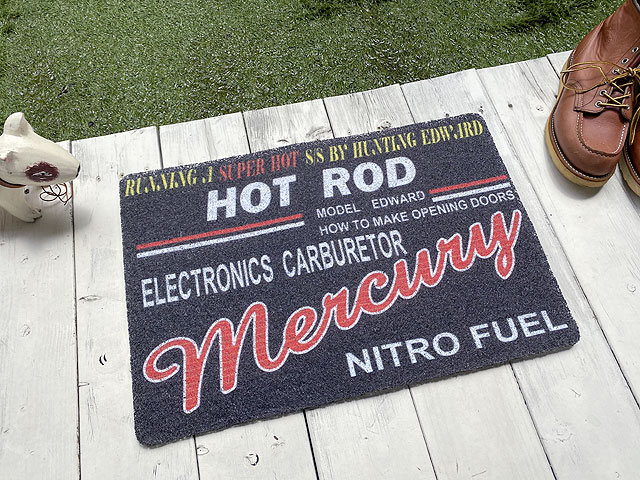 RUNNING J SUPER HOT S/S BY HUNTING EDWARD
HOT ROD
MODEL EDWARD
HOW TO MAKE OPENING DOORS
ELECTRONICS CARBURETOR
Mercury
NITRO FUEL